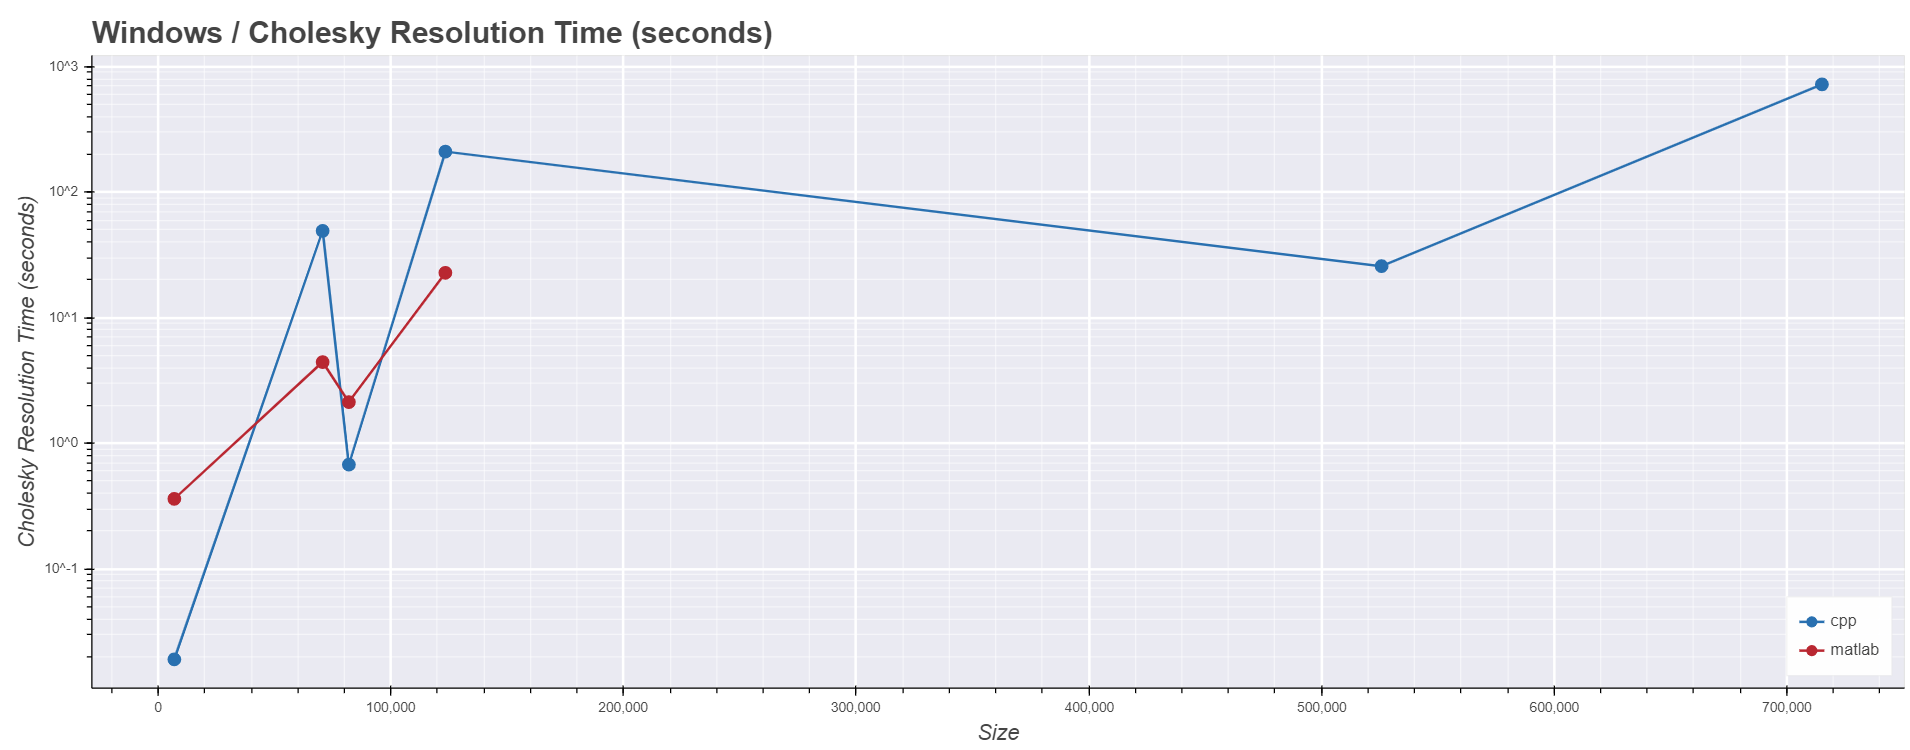 Windows / Cholesky Resolution Time (seconds)
Cholesky Resolution Time (seconds)
10^3
10^2
10^1
10^0
10^-1
0
100,000
200,000
300,000
400,000
500,000
600,000
700,000
Size
cpp
matlab